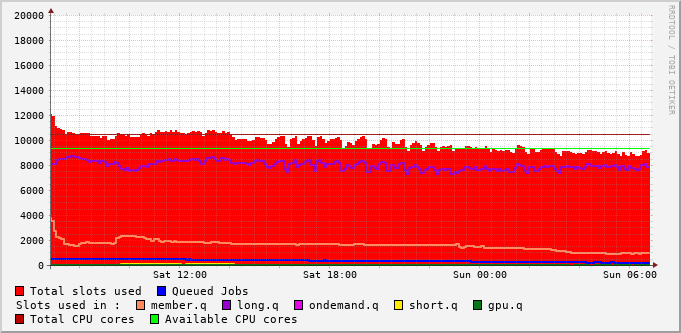 RRDTOOL / TOBI OETIKER
20000
18000
16000
14000
12000
10000
8000
6000
4000
2000
0
Sat 12:00 Sat 18:00 Sun 00:00 Sun 06:00
Total slots used Queued Jobs
Slots used in : member.q long.q ondemand.q short.q gpu.q
Total CPU cores Available CPU cores